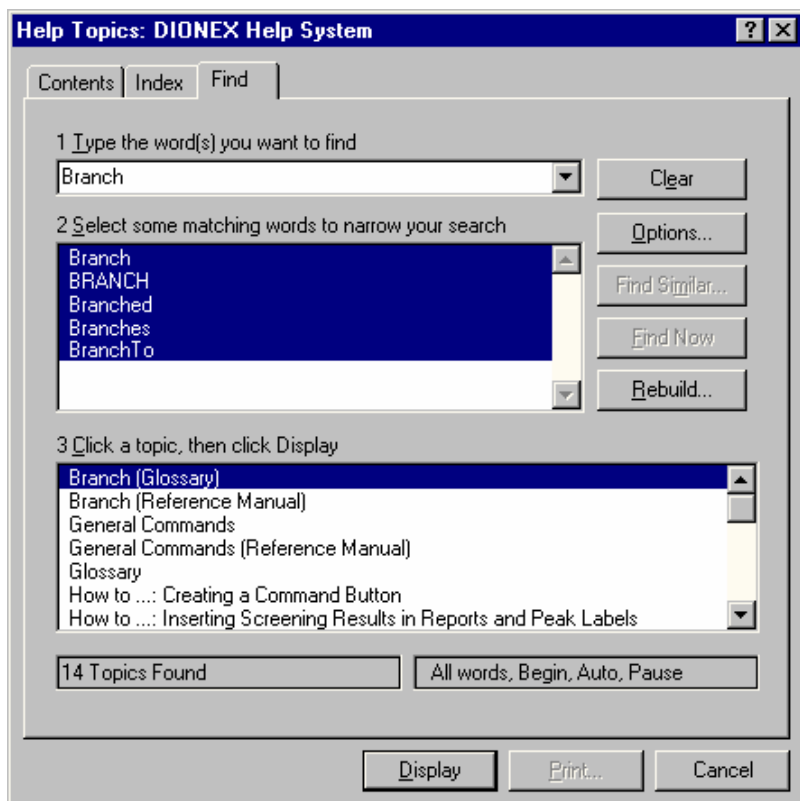 Help Topics: DIONEX Help System
Contents Index Find
1 Type the word(s) you want to find
Branch
Clear
2 Select some matching words to narrow your search
Options...
Branch
BRANCH
Branched
Branches
BranchTo
Find Similar...
Find Now
Rebuild...
3 Click a topic, then click Display
Branch (Glossary)
Branch (Reference Manual)
General Commands
General Commands (Reference Manual)
Glossary
How to ...: Creating a Command Button
How to ...: Inserting Screening Results in Reports and Peak Labels
14 Topics Found All words, Begin, Auto, Pause
Display Print... Cancel